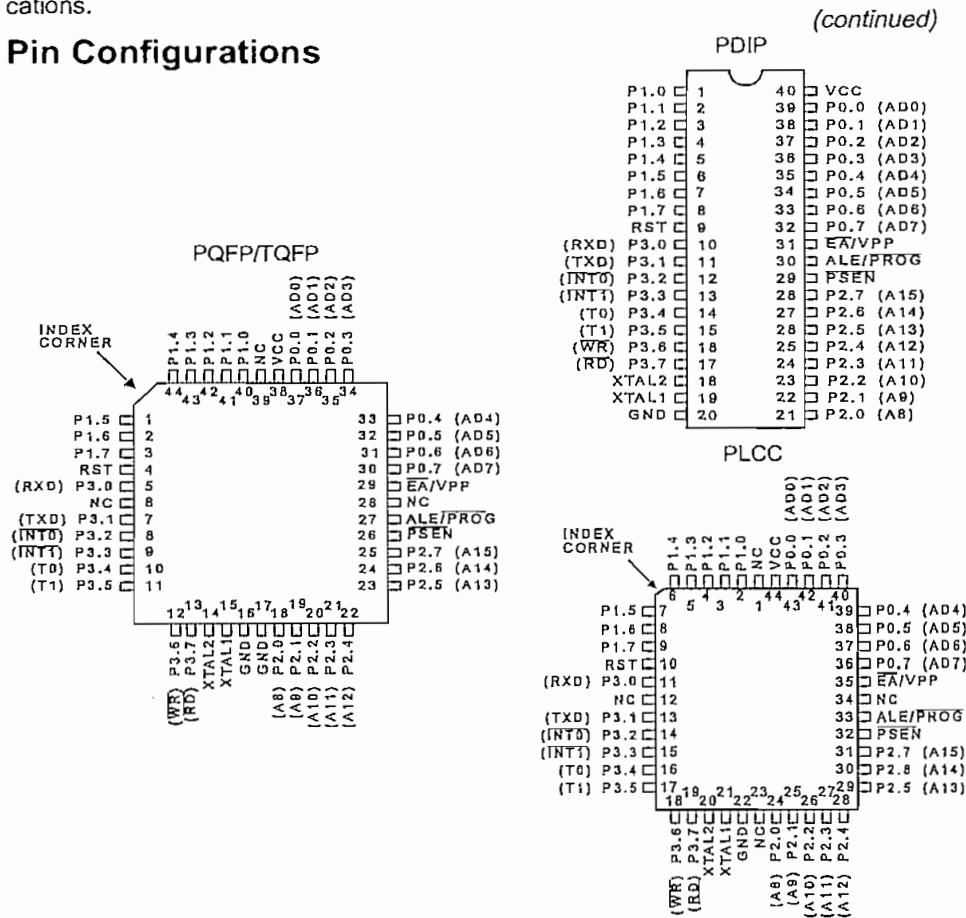 cations.
(continued)
Pin Configurations
PDIP
P1.0 1 40 VCC
P1.1 2 39 P0.0 (AD0)
P1.2 3 38 P0.1 (AD1)
P1.3 4 37 P0.2 (AD2)
P1.4 5 36 P0.3 (AD3)
P1.5 6 35 P0.4 (AD4)
P1.6 7 34 P0.5 (AD5)
P1.7 8 33 P0.6 (AD6)
RST 9 32 P0.7 (AD7)
(RXD) P3.0 10 31 EA/VPP
(TXD) P3.1 11 30 ALE/PROG
(INT0) P3.2 12 29 PSEN
(INT1) P3.3 13 28 P2.7 (A15)
(T0) P3.4 14 27 P2.6 (A14)
(T1) P3.5 15 28 P2.5 (A13)
(WR) P3.6 18 25 P2.4 (A12)
(RD) P3.7 17 24 P2.3 (A11)
XTAL2 18 23 P2.2 (A10)
XTAL1 19 22 P2.1 (A9)
GND 20 21 P2.0 (A8)
PQFP/TQFP
INDEX
CORNER
(AD0) (AD1) (AD2) (AD3)
P1.4 P1.3 P1.2 P1.1 P1.0 NC VCC P0.0 P0.1 P0.2 P0.3
44 43 42 41 40 39 38 37 36 35 34
P1.5 1 33 P0.4 (AD4)
P1.6 2 32 P0.5 (AD5)
P1.7 3 31 P0.6 (AD6)
RST 4 30 P0.7 (AD7)
(RXD) P3.0 5 29 EA/VPP
NC 6 28 NC
(TXD) P3.1 7 27 ALE/PROG
(INT0) P3.2 8 26 PSEN
(INT1) P3.3 9 25 P2.7 (A15)
(T0) P3.4 10 24 P2.6 (A14)
(T1) P3.5 11 23 P2.5 (A13)
12 13 14 15 16 17 18 19 20 21 22
P3.6 P3.7 XTAL2 XTAL1 GND GND P2.0 P2.1 P2.2 P2.3 P2.4
(WR) (RD) (A8) (A9) (A10) (A11) (A12)
PLCC
INDEX
CORNER
(AD0) (AD1) (AD2) (AD3)
P1.4 P1.3 P1.2 P1.1 P1.0 NC VCC P0.0 P0.1 P0.2 P0.3
6 5 4 3 2 1 44 43 42 41 40
P1.5 7 39 P0.4 (AD4)
P1.6 8 38 P0.5 (AD5)
P1.7 9 37 P0.6 (AD6)
RST 10 36 P0.7 (AD7)
(RXD) P3.0 11 35 EA/VPP
NC 12 34 NC
(TXD) P3.1 13 33 ALE/PROG
(INT0) P3.2 14 32 PSEN
(INT1) P3.3 15 31 P2.7 (A15)
(T0) P3.4 16 30 P2.6 (A14)
(T1) P3.5 17 29 P2.5 (A13)
18 19 20 21 22 23 24 25 26 27 28
P3.6 P3.7 XTAL2 XTAL1 GND NC P2.0 P2.1 P2.2 P2.3 P2.4
(WR) (RD) (A8) (A9) (A10) (A11) (A12)